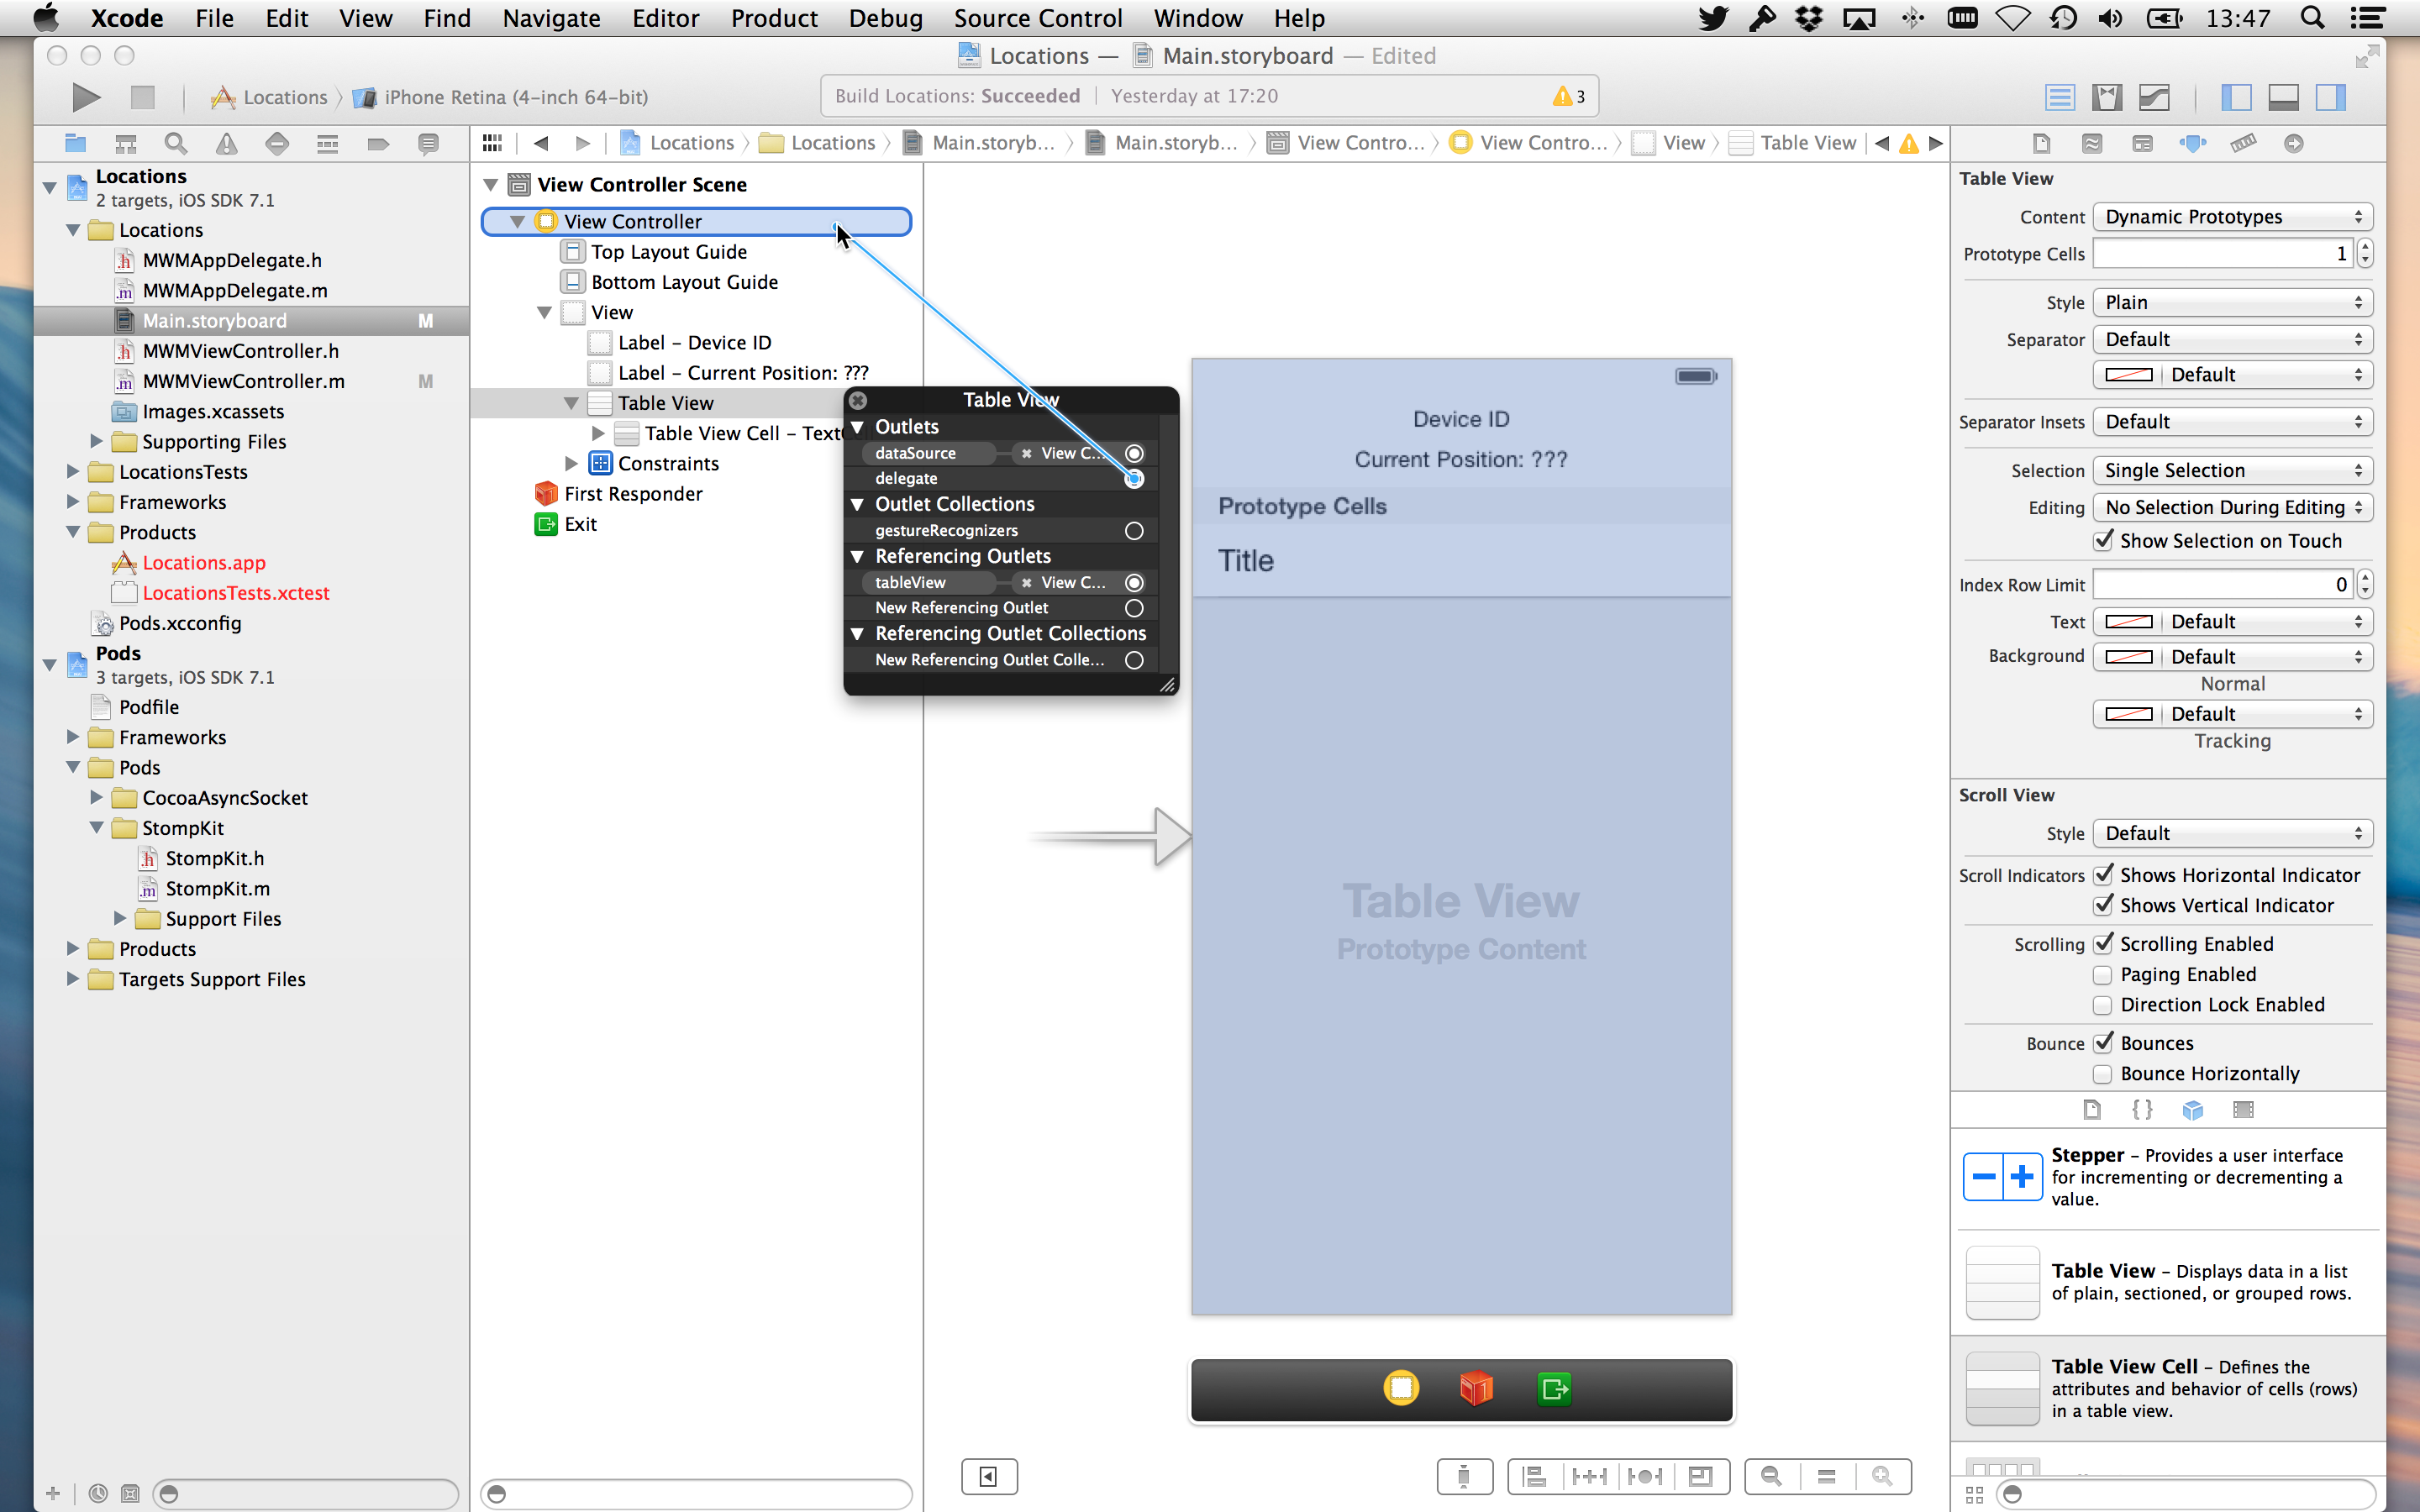 Xcode File Edit View Find Navigate Editor Product Debug Source Control Window Help 13:47
Locations — Main.storyboard — Edited
Locations iPhone Retina (4-inch 64-bit)
Build Locations: Succeeded Yesterday at 17:20 3
Locations Locations Main.storyb... Main.storyb... View Contro... View Contro... View Table View
Locations
2 targets, iOS SDK 7.1
Locations
MWMAppDelegate.h
MWMAppDelegate.m
Main.storyboard M
MWMViewController.h
MWMViewController.m M
Images.xcassets
Supporting Files
LocationsTests
Frameworks
Products
Locations.app
LocationsTests.xctest
Pods.xcconfig
Pods
3 targets, iOS SDK 7.1
Podfile
Frameworks
Pods
CocoaAsyncSocket
StompKit
StompKit.h
StompKit.m
Support Files
Products
Targets Support Files
View Controller Scene
View Controller
Top Layout Guide
Bottom Layout Guide
View
Label – Device ID
Label – Current Position: ???
Table View
Table View Cell – Text
Constraints
First Responder
Exit
Table View
Outlets
dataSource View C...
delegate
Outlet Collections
gestureRecognizers
Referencing Outlets
tableView View C...
New Referencing Outlet
Referencing Outlet Collections
New Referencing Outlet Colle...
Device ID
Current Position: ???
Prototype Cells
Title
Table View
Prototype Content
Table View
Content Dynamic Prototypes
Prototype Cells 1
Style Plain
Separator Default
Default
Separator Insets Default
Selection Single Selection
Editing No Selection During Editing
Show Selection on Touch
Index Row Limit 0
Text Default
Background Default
Normal
Default
Tracking
Scroll View
Style Default
Scroll Indicators Shows Horizontal Indicator
Shows Vertical Indicator
Scrolling Scrolling Enabled
Paging Enabled
Direction Lock Enabled
Bounce Bounces
Bounce Horizontally
Stepper – Provides a user interface
for incrementing or decrementing a
value.
Table View – Displays data in a list
of plain, sectioned, or grouped rows.
Table View Cell – Defines the
attributes and behavior of cells (rows)
in a table view.